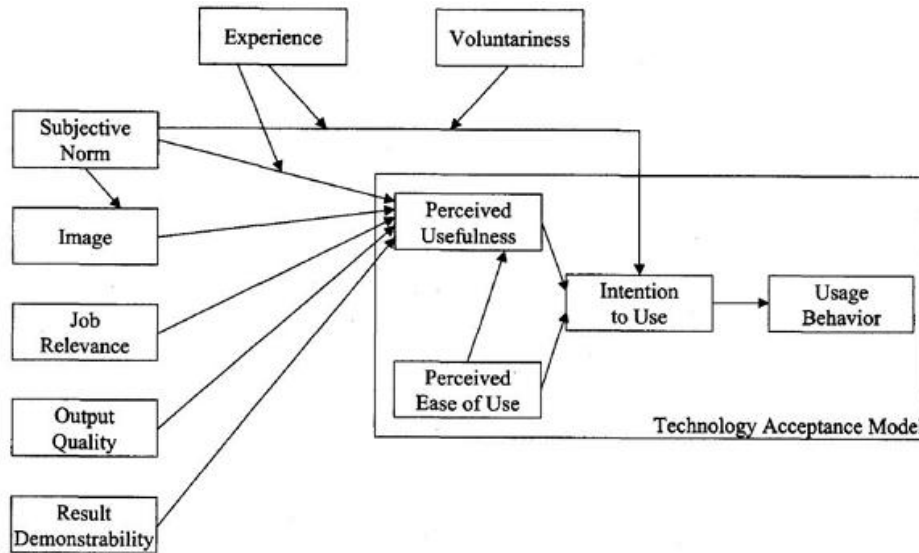 Experience
Voluntariness
Subjective
Norm
Image
Perceived
Usefulness
Intention
to Use
Usage
Behavior
Job
Relevance
Perceived
Ease of Use
Output
Quality
Technology Acceptance Model
Result
Demonstrability